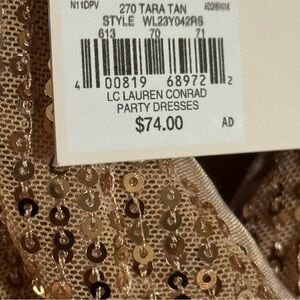 N11DPV 270 TARA TAN
STYLE WL23Y042RS
613 70 71
4 00819 68972 2
LC LAUREN CONRAD
PARTY DRESSES
$74.00 AD